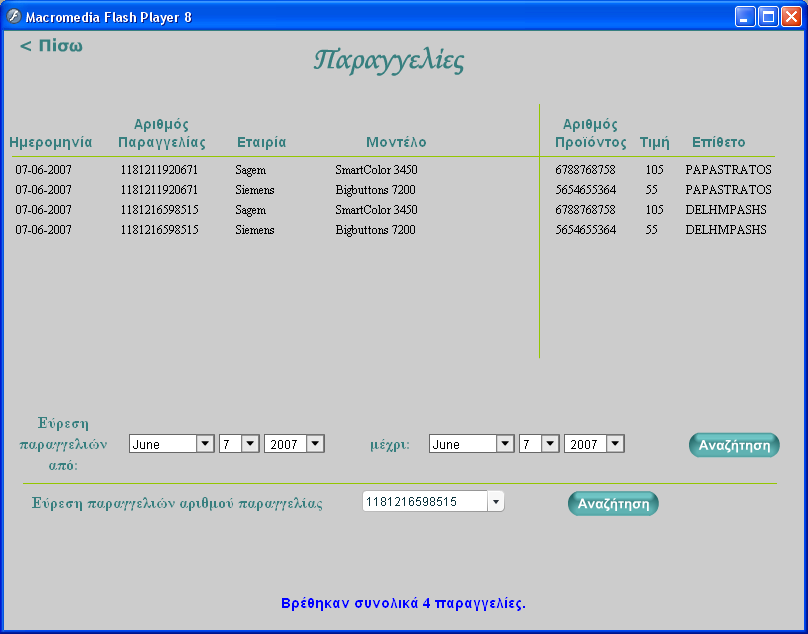 Macromedia Flash Player 8
< Πίσω
Παραγγελίες
Ημερομηνία Αριθμός Παραγγελίας Εταιρία Μοντέλο Αριθμός Προϊόντος Τιμή Επίθετο
07-06-2007 1181211920671 Sagem SmartColor 3450 6788768758 105 PAPASTRATOS
07-06-2007 1181211920671 Siemens Bigbuttons 7200 5654655364 55 PAPASTRATOS
07-06-2007 1181216598515 Sagem SmartColor 3450 6788768758 105 DELHMPASHS
07-06-2007 1181216598515 Siemens Bigbuttons 7200 5654655364 55 DELHMPASHS
Εύρεση
παραγγελιών
από:
June 7 2007 μέχρι: June 7 2007 Αναζήτηση
Εύρεση παραγγελιών αριθμού παραγγελίας 1181216598515 Αναζήτηση
Βρέθηκαν συνολικά 4 παραγγελίες.